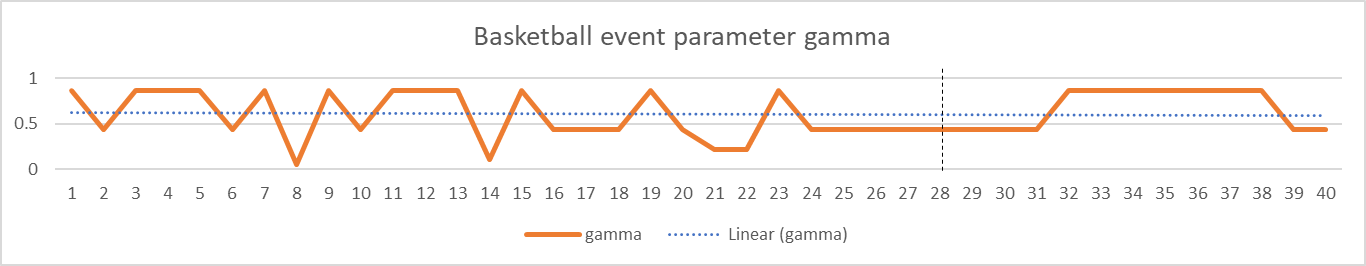 Basketball event parameter gamma
1
0.5
0
1 2 3 4 5 6 7 8 9 10 11 12 13 14 15 16 17 18 19 20 21 22 23 24 25 26 27 28 29 30 31 32 33 34 35 36 37 38 39 40
gamma Linear (gamma)